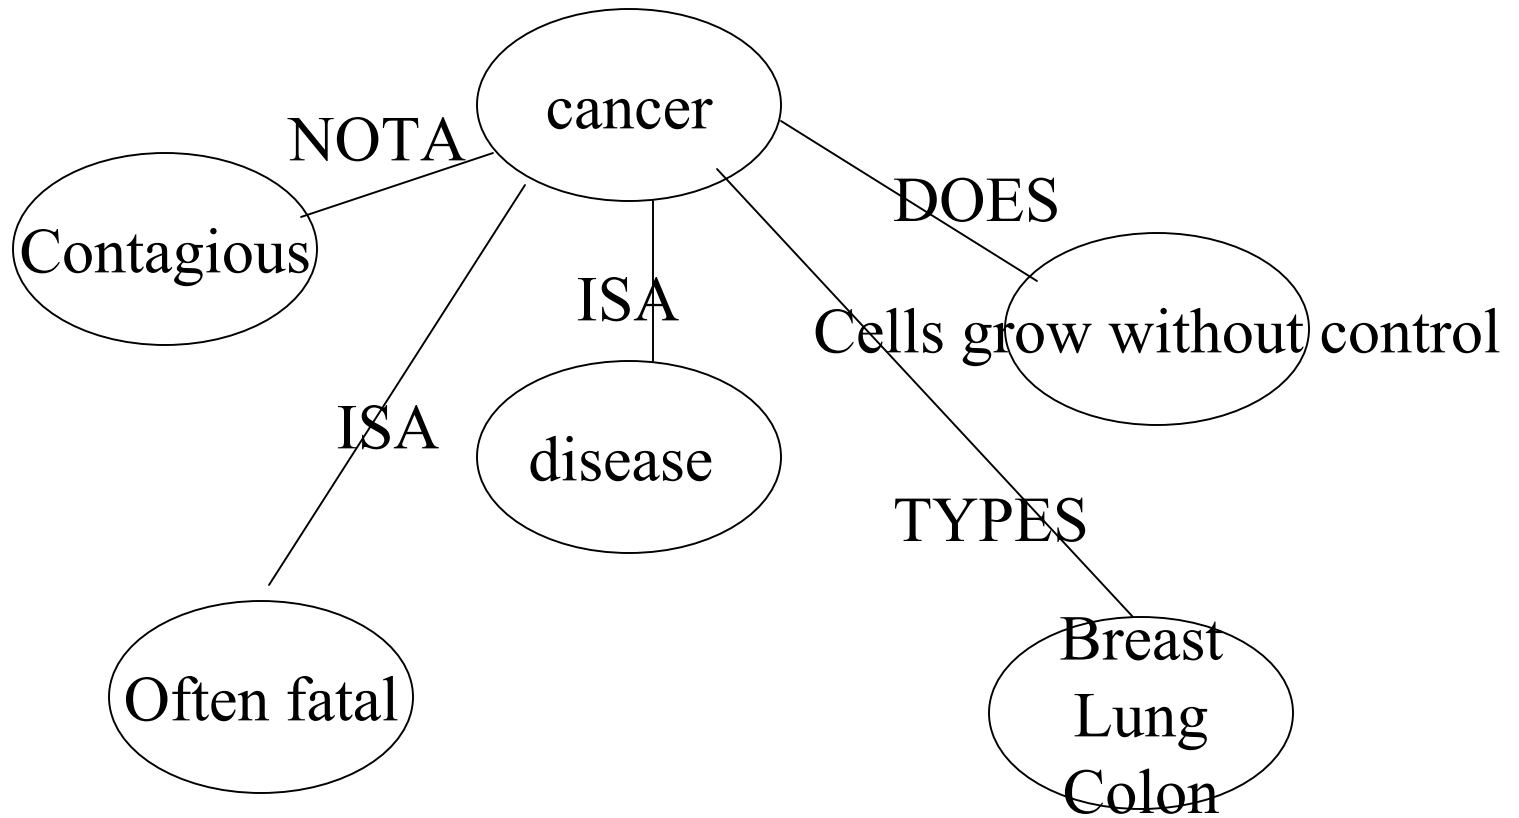 cancer
NOTA
DOES
Contagious
ISA
Cells grow without control
ISA
disease
TYPES
Often fatal
Breast
Lung
Colon